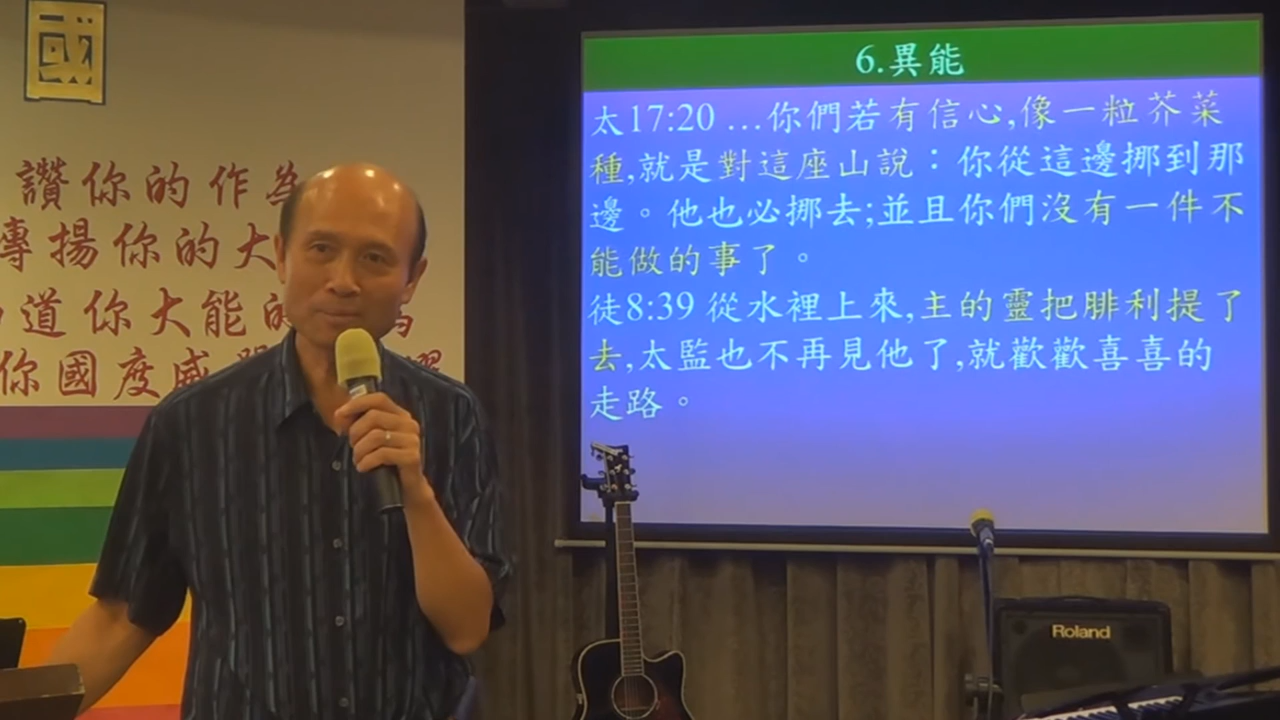 國
讚你的作為
傳揚你的大
道你大能的
你國度威
6.異能
太17:20 …你們若有信心,像一粒芥菜
種,就是對這座山說：你從這邊挪到那
邊。他也必挪去;並且你們沒有一件不
能做的事了。
徒8:39 從水裡上來,主的靈把腓利提了
去,太監也不再見他了,就歡歡喜喜的
走路。
Roland